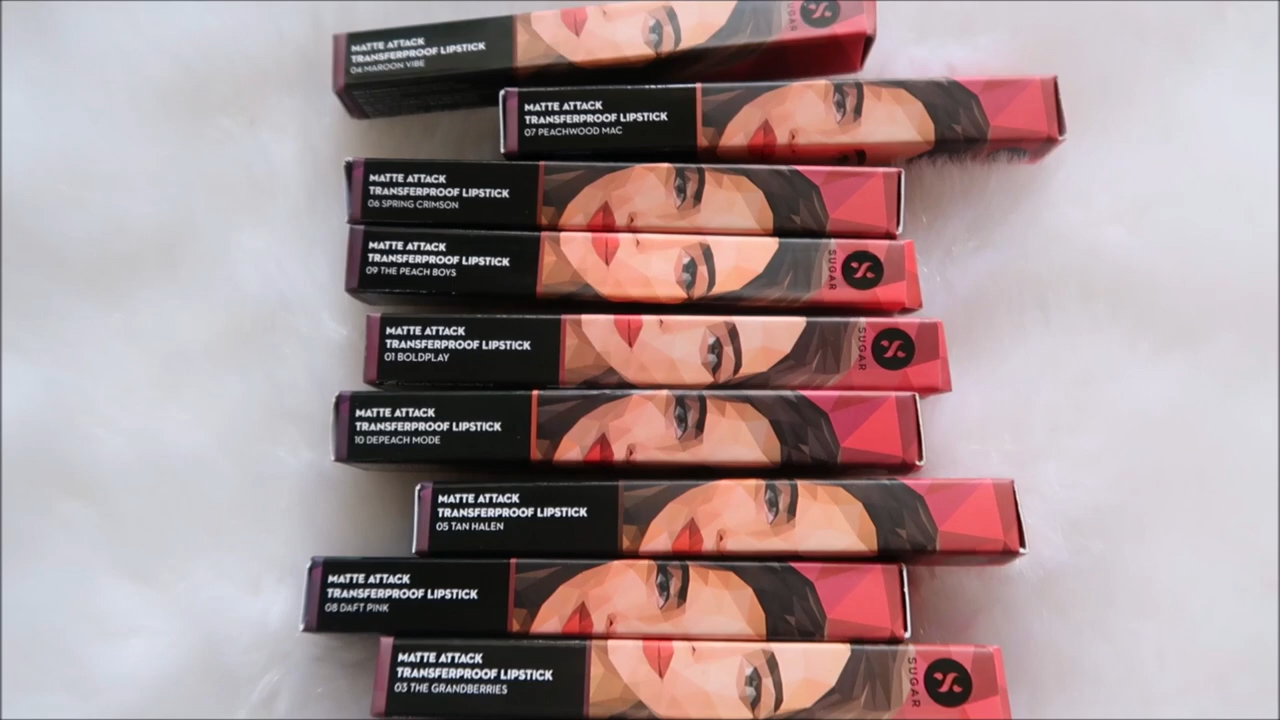 MATTE ATTACK
TRANSFERPROOF LIPSTICK
04 MAROON VIBE
SUGAR
MATTE ATTACK
TRANSFERPROOF LIPSTICK
07 PEACHWOOD MAC
MATTE ATTACK
TRANSFERPROOF LIPSTICK
06 SPRING CRIMSON
MATTE ATTACK
TRANSFERPROOF LIPSTICK
09 THE PEACH BOYS
SUGAR
MATTE ATTACK
TRANSFERPROOF LIPSTICK
01 BOLDPLAY
SUGAR
MATTE ATTACK
TRANSFERPROOF LIPSTICK
10 DEPEACH MODE
MATTE ATTACK
TRANSFERPROOF LIPSTICK
05 TAN HALEN
MATTE ATTACK
TRANSFERPROOF LIPSTICK
08 DAFT PINK
MATTE ATTACK
TRANSFERPROOF LIPSTICK
03 THE GRANDBERRIES
SUGAR